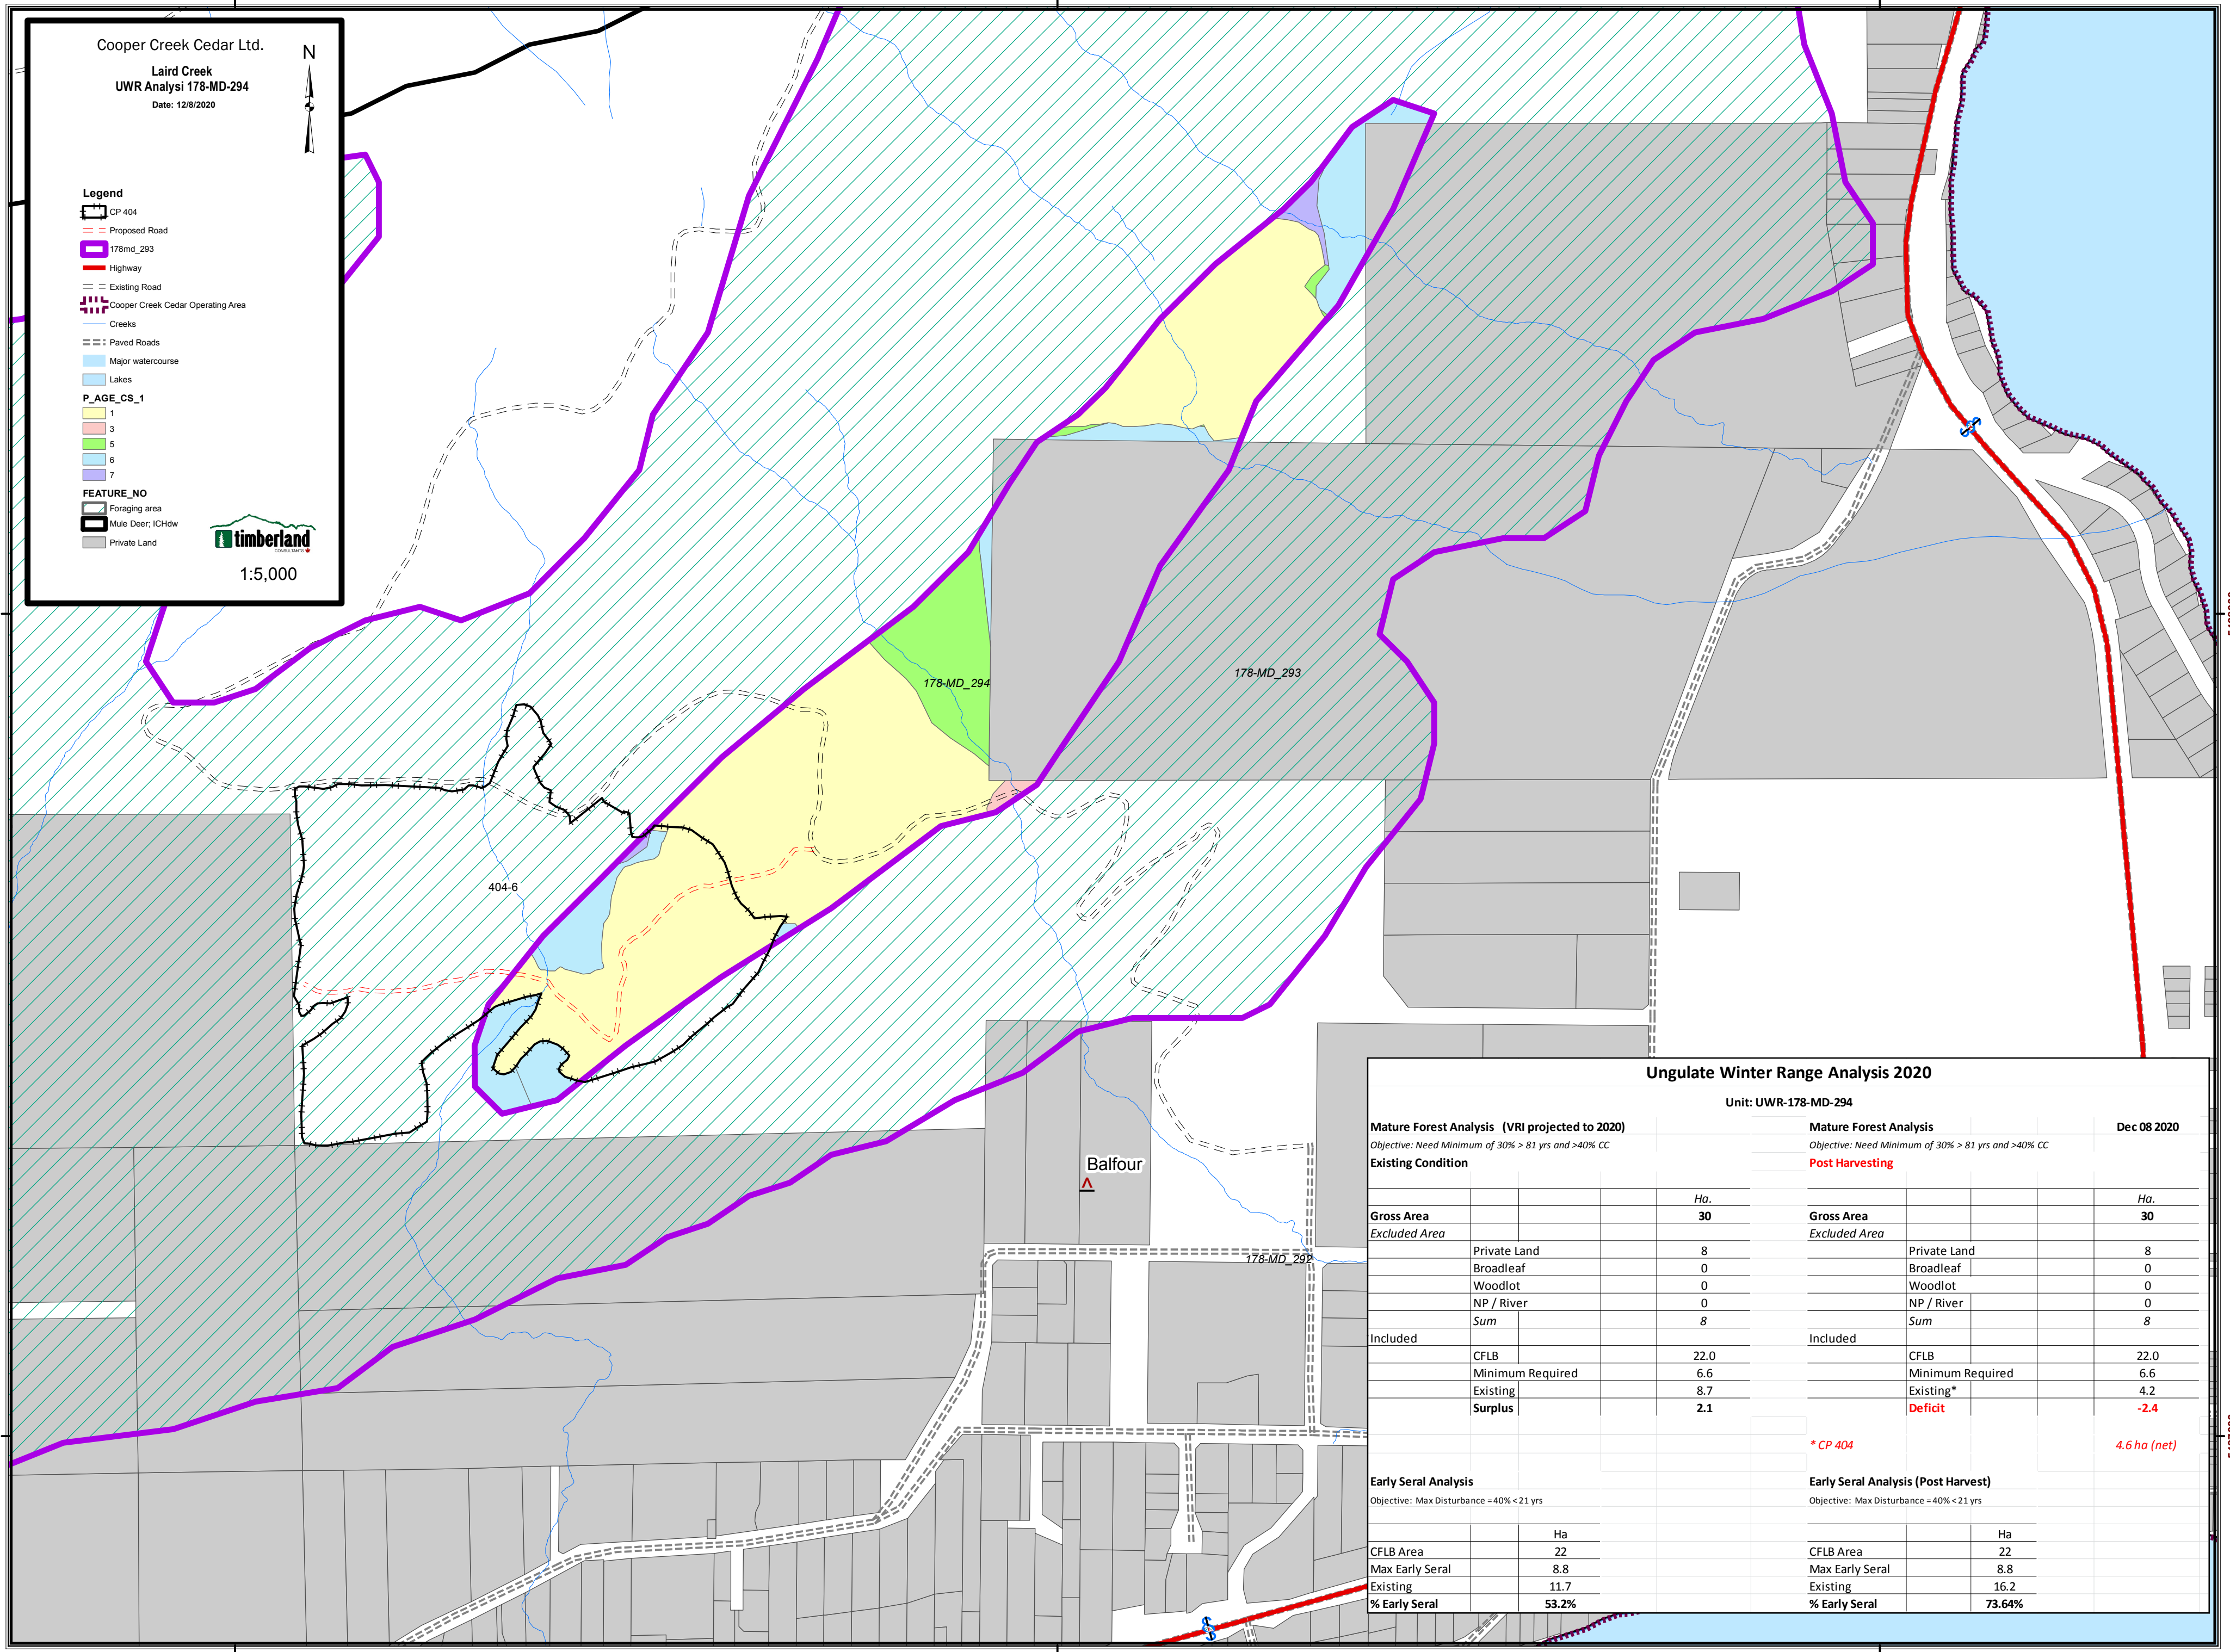 Cooper Creek Cedar Ltd.
N
Laird Creek
UWR Analysi 178-MD-294
Date: 12/8/2020
Legend
CP 404
Proposed Road
178md_293
Highway
Existing Road
Cooper Creek Cedar Operating Area
Creeks
Paved Roads
Major watercourse
Lakes
P_AGE_CS_1
1
3
5
6
7
FEATURE_NO
Foraging area
Mule Deer; ICHdw
Private Land
timberland
1:5,000
178-MD_294
178-MD_293
404-6
Balfour
178-MD_292
Ungulate Winter Range Analysis 2020
Unit: UWR-178-MD-294
Mature Forest Analysis (VRI projected to 2020)
Objective: Need Minimum of 30% > 81 yrs and >40% CC
Existing Condition
Ha.
Gross Area 30
Excluded Area
Private Land 8
Broadleaf 0
Woodlot 0
NP / River 0
Sum 8
Included
CFLB 22.0
Minimum Required 6.6
Existing 8.7
Surplus 2.1
Early Seral Analysis
Objective: Max Disturbance = 40% < 21 yrs
Ha
CFLB Area 22
Max Early Seral 8.8
Existing 11.7
% Early Seral 53.2%
Mature Forest Analysis Dec 08 2020
Objective: Need Minimum of 30% > 81 yrs and >40% CC
Post Harvesting
Ha.
Gross Area 30
Excluded Area
Private Land 8
Broadleaf 0
Woodlot 0
NP / River 0
Sum 8
Included
CFLB 22.0
Minimum Required 6.6
Existing* 4.2
Deficit -2.4
* CP 404 4.6 ha (net)
Early Seral Analysis (Post Harvest)
Objective: Max Disturbance = 40% < 21 yrs
Ha
CFLB Area 22
Max Early Seral 8.8
Existing 16.2
% Early Seral 73.64%